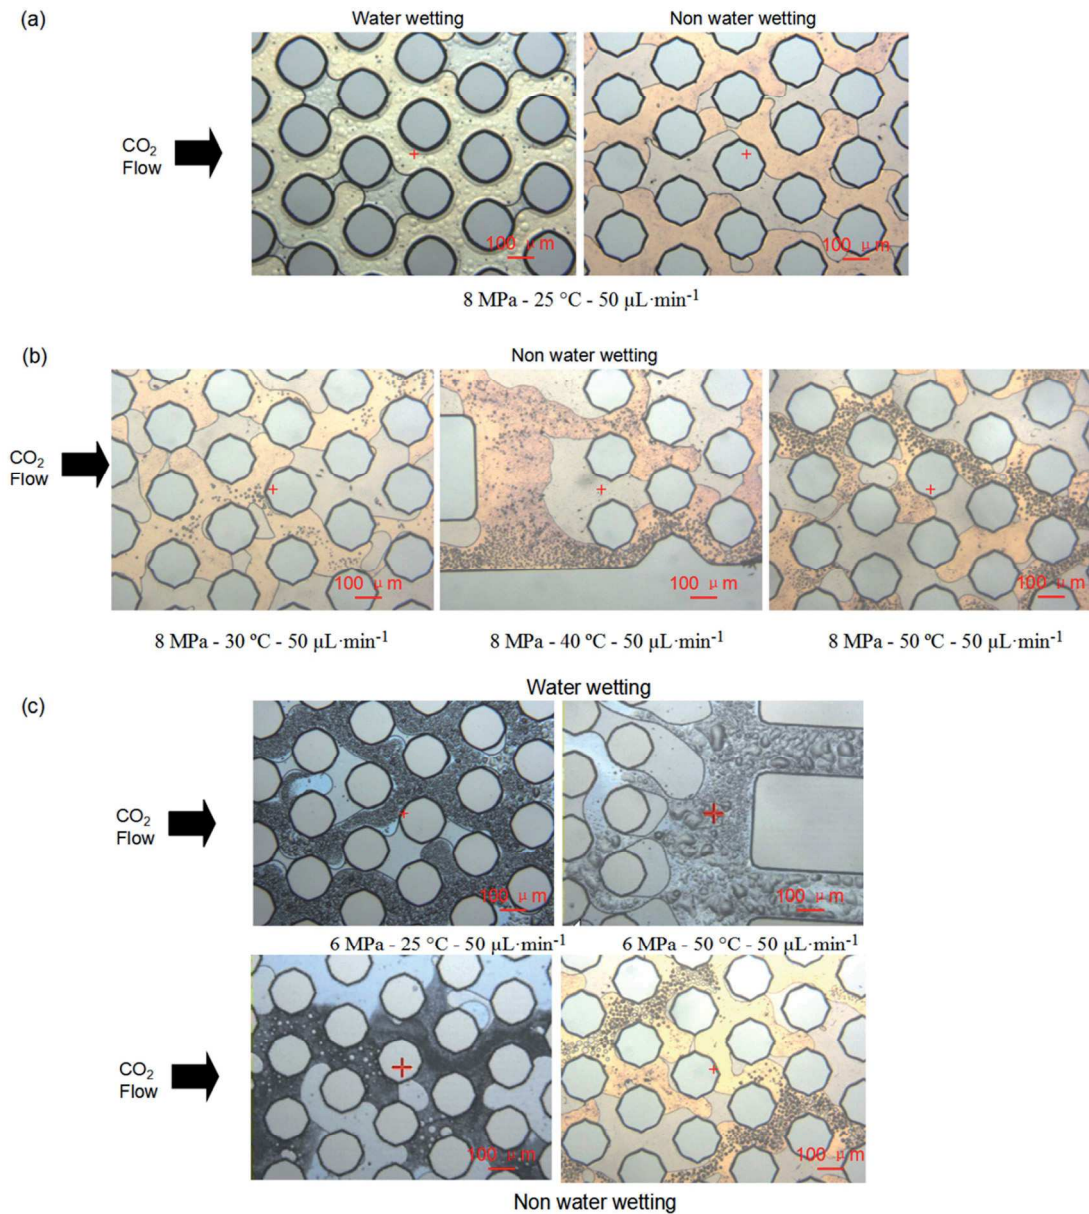 (a)
Water wetting
Non water wetting
CO2
Flow
100 μm
100 μm
8 MPa - 25 °C - 50 μL·min-1
(b)
Non water wetting
CO2
Flow
100 μm
100 μm
100 μm
8 MPa - 30 ºC - 50 μL·min-1
8 MPa - 40 ºC - 50 μL·min-1
8 MPa - 50 ºC - 50 μL·min-1
(c)
Water wetting
CO2
Flow
100 μm
100 μm
6 MPa - 25 °C - 50 μL·min-1
6 MPa - 50 °C - 50 μL·min-1
CO2
Flow
100 μm
100 μm
Non water wetting